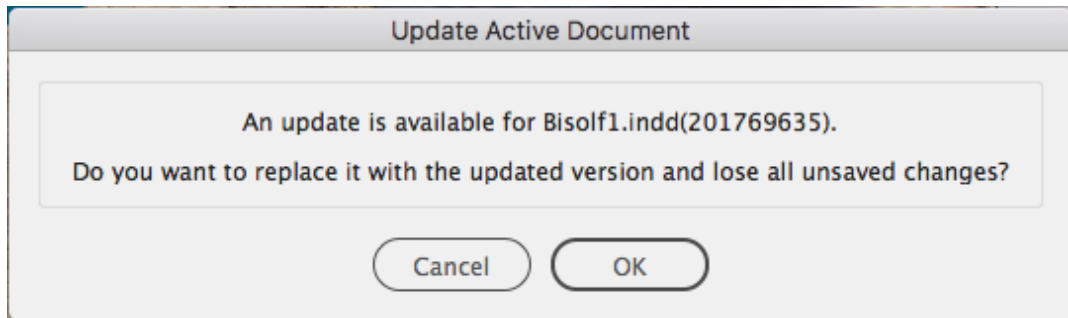 Update Active Document
An update is available for Bisolf1.indd(201769635).
Do you want to replace it with the updated version and lose all unsaved changes?
Cancel
OK